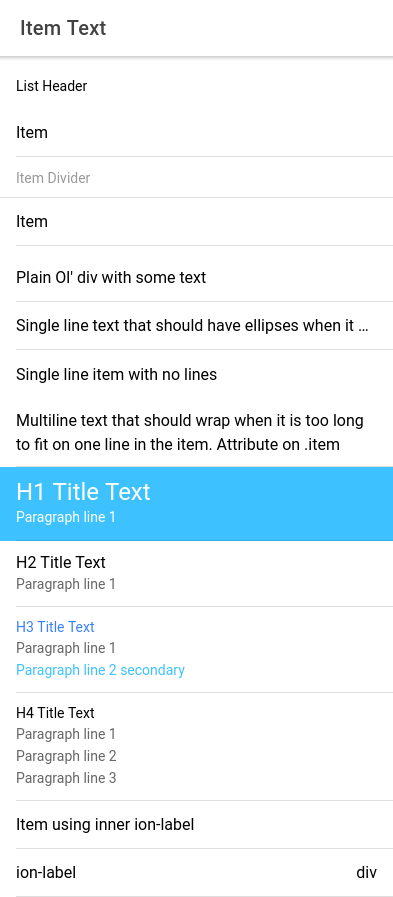 Item Text
List Header
Item
Item Divider
Item
Plain Ol' div with some text
Single line text that should have ellipses when it ...
Single line item with no lines
Multiline text that should wrap when it is too long
to fit on one line in the item. Attribute on .item
H1 Title Text
Paragraph line 1
H2 Title Text
Paragraph line 1
H3 Title Text
Paragraph line 1
Paragraph line 2 secondary
H4 Title Text
Paragraph line 1
Paragraph line 2
Paragraph line 3
Item using inner ion-label
ion-label div